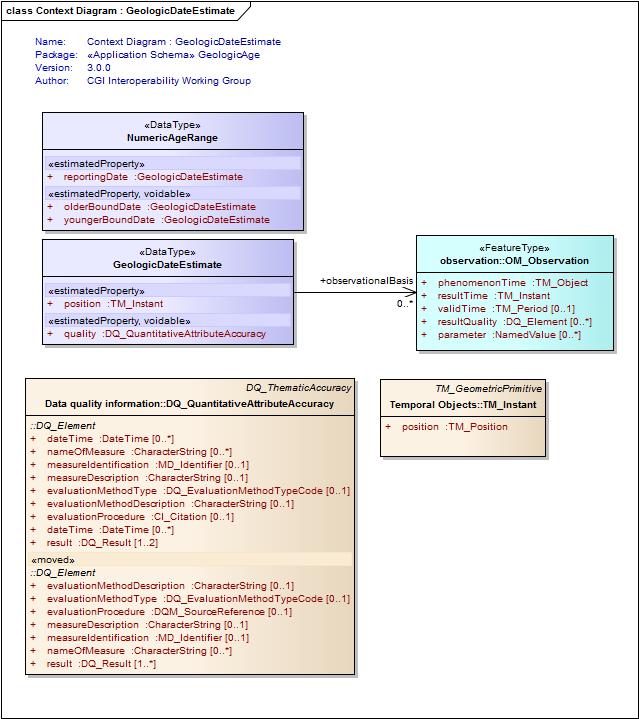 class Context Diagram : GeologicDateEstimate
Name: Context Diagram : GeologicDateEstimate
Package: «Application Schema» GeologicAge
Version: 3.0.0
Author: CGI Interoperability Working Group
«DataType»
NumericAgeRange
«estimatedProperty»
+ reportingDate :GeologicDateEstimate
«estimatedProperty, voidable»
+ olderBoundDate :GeologicDateEstimate
+ youngerBoundDate :GeologicDateEstimate
«DataType»
GeologicDateEstimate
«estimatedProperty»
+ position :TM_Instant
«estimatedProperty, voidable»
+ quality :DQ_QuantitativeAttributeAccuracy
+observationalBasis
0..*
«FeatureType»
observation::OM_Observation
+ phenomenonTime :TM_Object
+ resultTime :TM_Instant
+ validTime :TM_Period [0..1]
+ resultQuality :DQ_Element [0..*]
+ parameter :NamedValue [0..*]
DQ_ThematicAccuracy
Data quality information::DQ_QuantitativeAttributeAccuracy
::DQ_Element
+ dateTime :DateTime [0..*]
+ nameOfMeasure :CharacterString [0..*]
+ measureIdentification :MD_Identifier [0..1]
+ measureDescription :CharacterString [0..1]
+ evaluationMethodType :DQ_EvaluationMethodTypeCode [0..1]
+ evaluationMethodDescription :CharacterString [0..1]
+ evaluationProcedure :CI_Citation [0..1]
+ dateTime :DateTime [0..*]
+ result :DQ_Result [1..2]
«moved»
::DQ_Element
+ evaluationMethodDescription :CharacterString [0..1]
+ evaluationMethodType :DQ_EvaluationMethodTypeCode [0..1]
+ evaluationProcedure :DQM_SourceReference [0..1]
+ measureDescription :CharacterString [0..1]
+ measureIdentification :MD_Identifier [0..1]
+ nameOfMeasure :CharacterString [0..*]
+ result :DQ_Result [1..*]
TM_GeometricPrimitive
Temporal Objects::TM_Instant
+ position :TM_Position